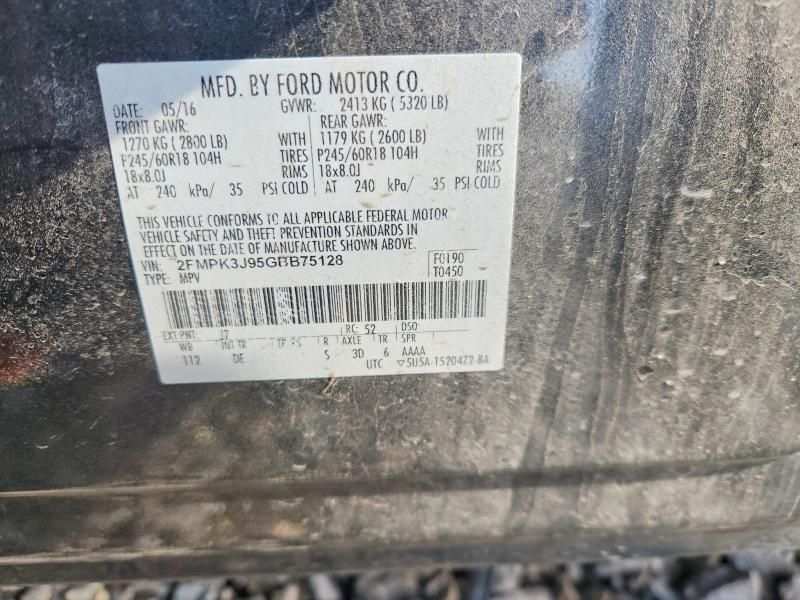 MFD. BY FORD MOTOR CO.
DATE: 05/16 GVWR: 2413 KG ( 5320 LB)
FRONT GAWR: REAR GAWR:
1270 KG ( 2800 LB) WITH 1179 KG ( 2600 LB) WITH
P245/60R18 104H TIRES P245/60R18 104H TIRES
18x8.0J RIMS 18x8.0J RIMS
AT 240 kPa/ 35 PSI COLD AT 240 kPa/ 35 PSI COLD
THIS VEHICLE CONFORMS TO ALL APPLICABLE FEDERAL MOTOR
VEHICLE SAFETY AND THEFT PREVENTION STANDARDS IN
EFFECT ON THE DATE OF MANUFACTURE SHOWN ABOVE.
VIN: 2FMPK3J95GBB75128 F0190
TYPE: MPV T0450
EXT PNT: J7 RC: 52 DSO
WB INT TR TP PS R AXLE TR SPR
112 DE S 3D 6 AAAA
UTC ▽5U5A-1520472-BA